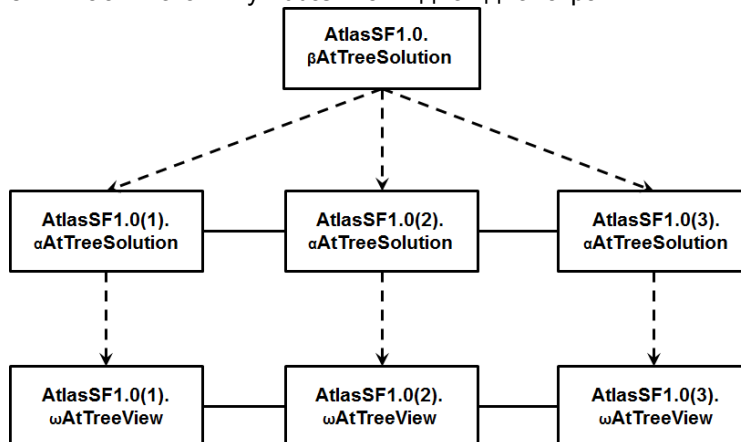 AtlasSF1.0.
βAtTreeSolution
AtlasSF1.0(1).
αAtTreeSolution
AtlasSF1.0(2).
αAtTreeSolution
AtlasSF1.0(3).
αAtTreeSolution
AtlasSF1.0(1).
ωAtTreeView
AtlasSF1.0(2).
ωAtTreeView
AtlasSF1.0(3).
ωAtTreeView